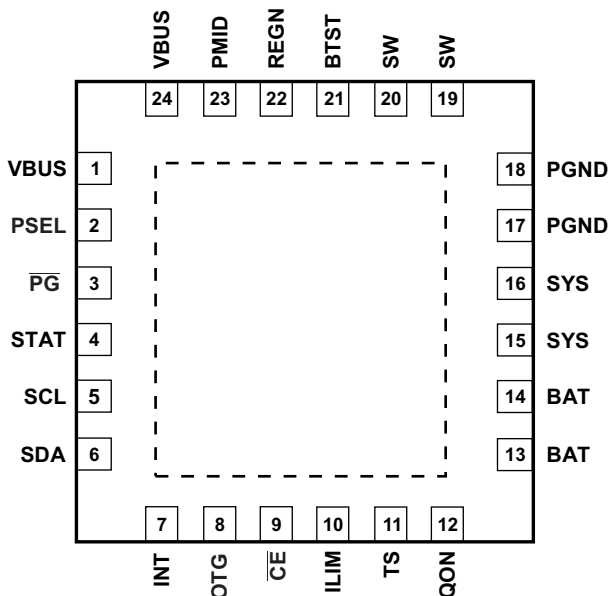 VBUS PMID REGN BTST SW SW
24 23 22 21 20 19
VBUS 1 18 PGND
PSEL 2 17 PGND
P̅G̅ 3 16 SYS
STAT 4 15 SYS
SCL 5 14 BAT
SDA 6 13 BAT
7 8 9 10 11 12
INT OTG C̅E̅ ILIM TS QON